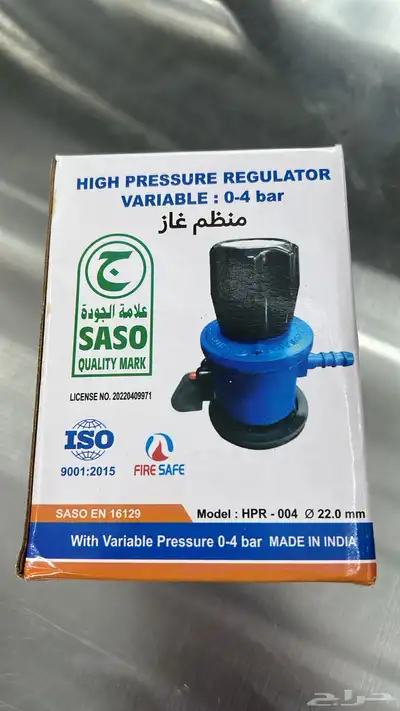 HIGH PRESSURE REGULATOR
VARIABLE : 0-4 bar
منظم غاز
ج
علامة الجودة
SASO
QUALITY MARK
LICENSE NO. 20220409971
ISO
9001:2015
FIRE SAFE
SASO EN 16129
Model : HPR - 004 Ø 22.0 mm
With Variable Pressure 0-4 bar MADE IN INDIA
حراج